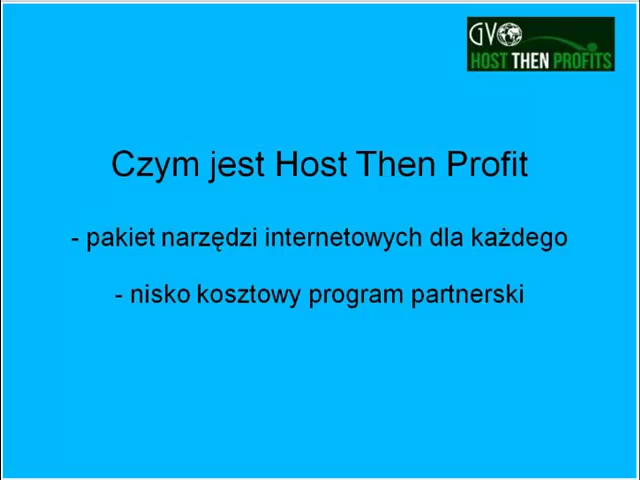 GVO
HOST THEN PROFITS
Czym jest Host Then Profit
- pakiet narzędzi internetowych dla każdego
- nisko kosztowy program partnerski